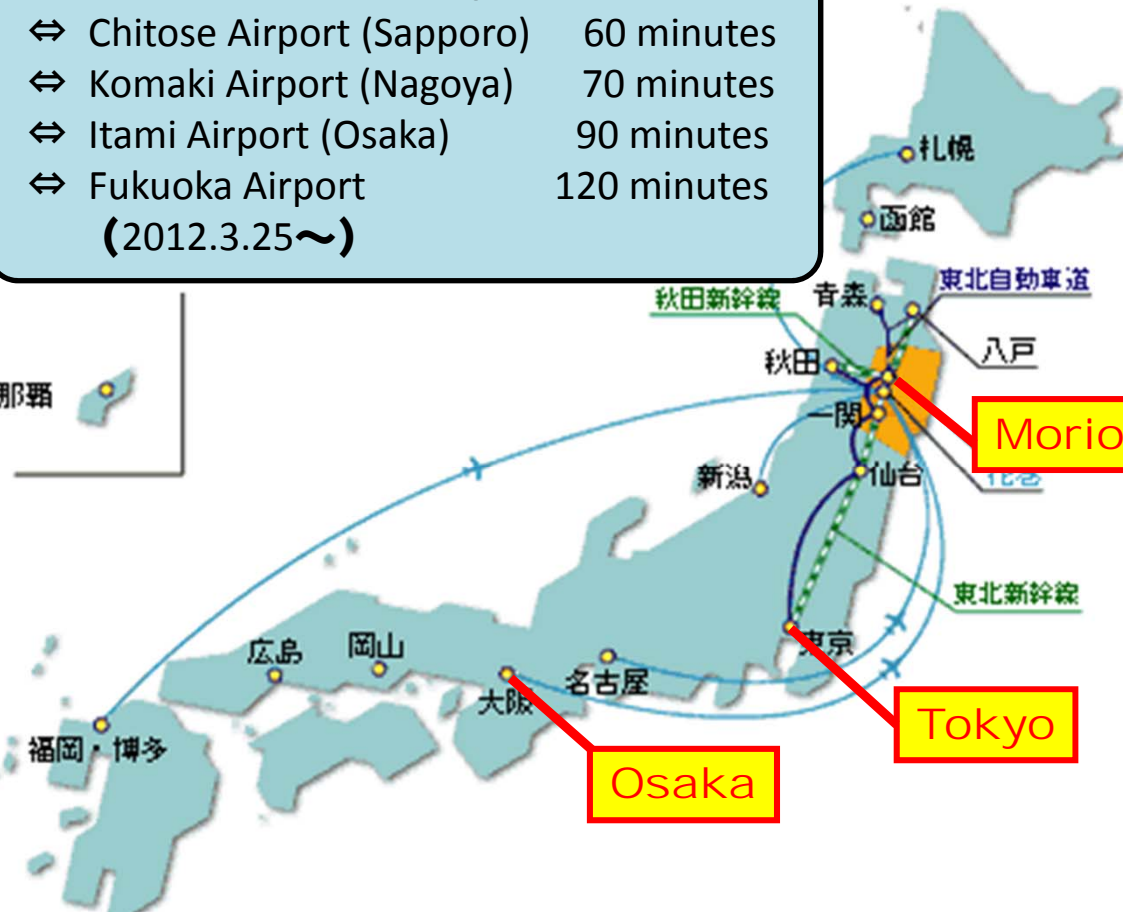 ⇔ Chitose Airport (Sapporo) 60 minutes
⇔ Komaki Airport (Nagoya) 70 minutes
⇔ Itami Airport (Osaka) 90 minutes
⇔ Fukuoka Airport 120 minutes
(2012.3.25～)
札幌
函館
東北自動車道
秋田新幹線
青森
八戸
秋田
那覇
一関
Morio
仙台
新潟
東北新幹線
東京
広島
岡山
名古屋
大阪
Tokyo
福岡・博多
Osaka